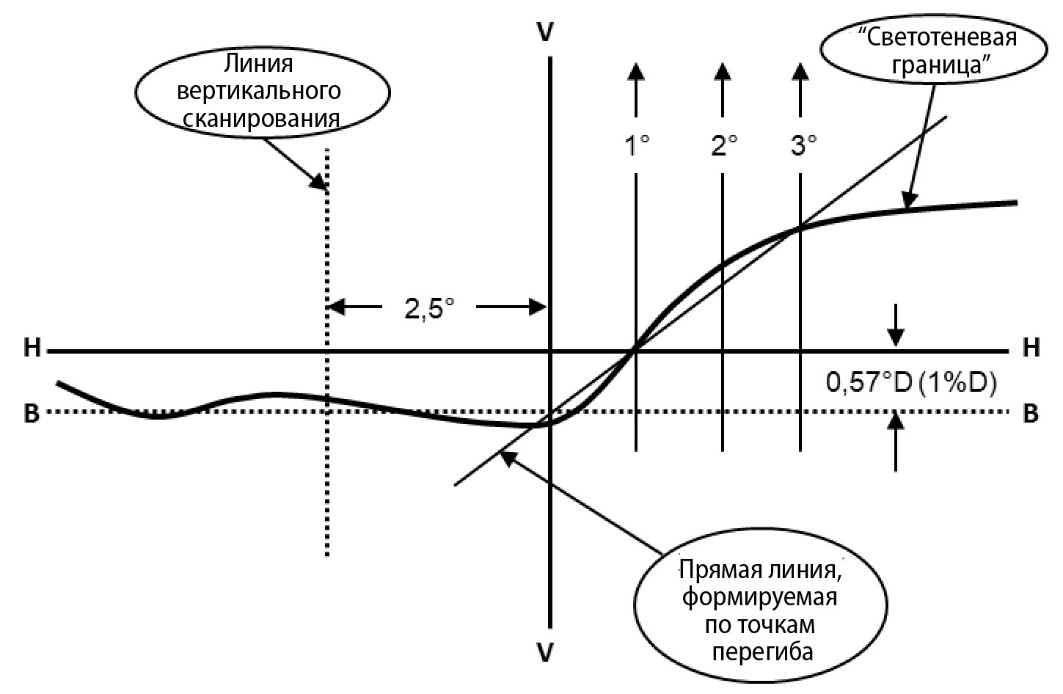 V
"Светотеневая
граница"
Линия
вертикального
сканирования
1°
2°
3°
2,5°
H
H
0,57°D (1%D)
B
B
Прямая линия,
формируемая
по точкам
перегиба
V